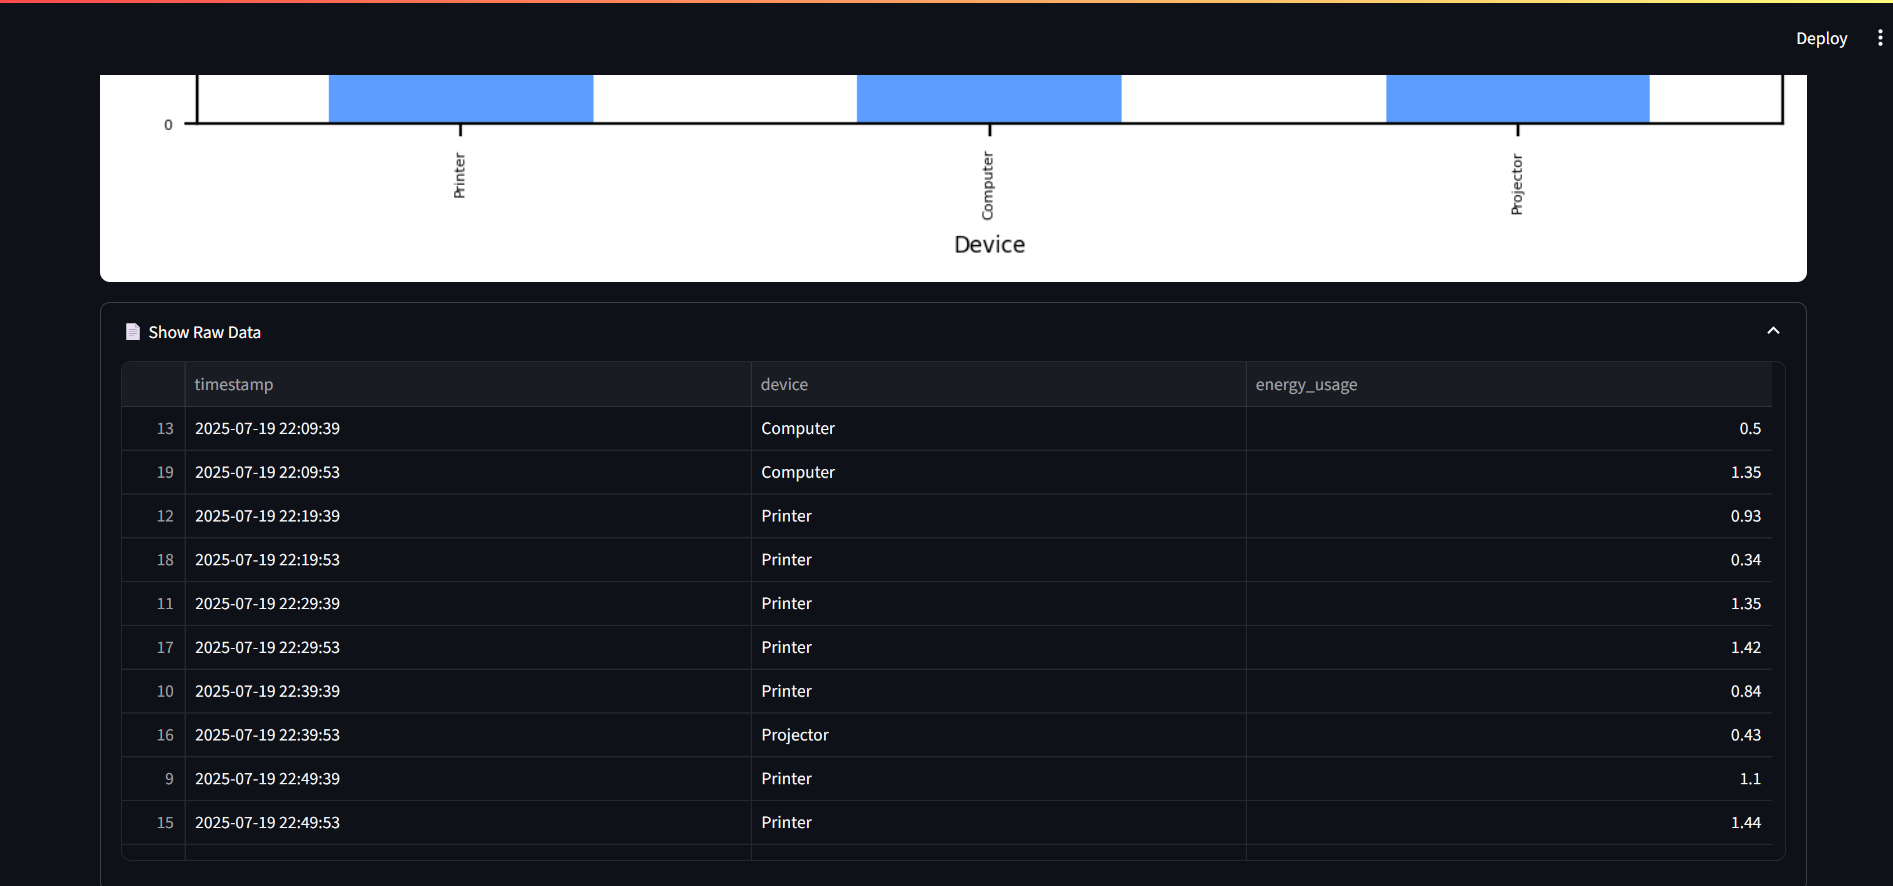 Deploy
0
Printer
Computer
Projector
Device
Show Raw Data
timestamp device energy_usage
13 2025-07-19 22:09:39 Computer 0.5
19 2025-07-19 22:09:53 Computer 1.35
12 2025-07-19 22:19:39 Printer 0.93
18 2025-07-19 22:19:53 Printer 0.34
11 2025-07-19 22:29:39 Printer 1.35
17 2025-07-19 22:29:53 Printer 1.42
10 2025-07-19 22:39:39 Printer 0.84
16 2025-07-19 22:39:53 Projector 0.43
9 2025-07-19 22:49:39 Printer 1.1
15 2025-07-19 22:49:53 Printer 1.44